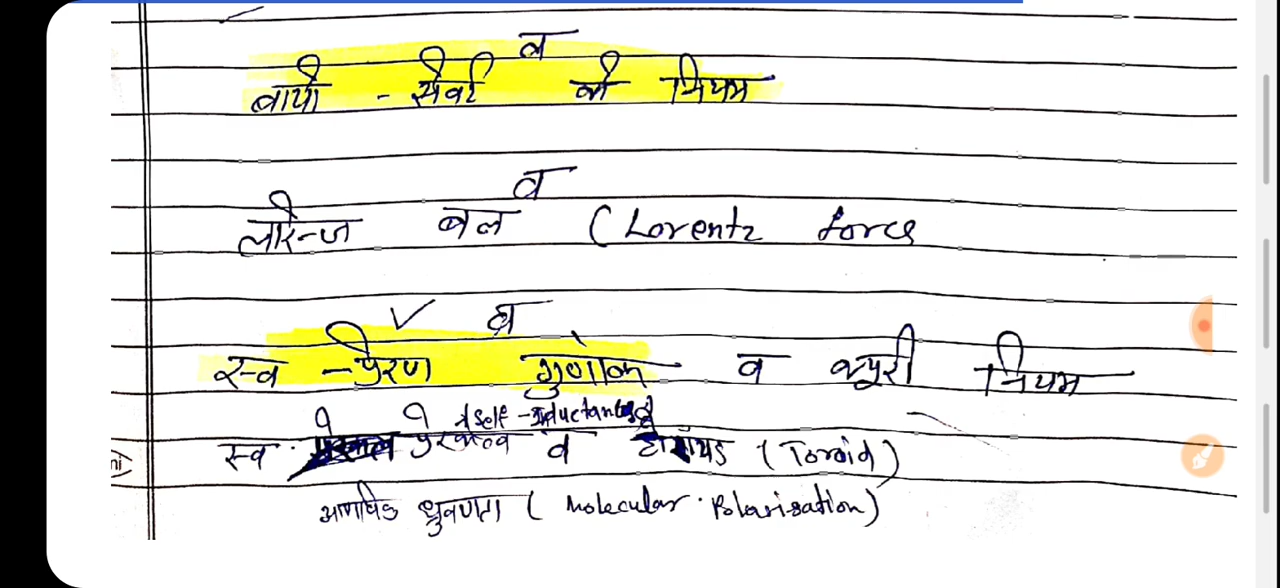 व
बायो - सेवर्ट को नियम
व
लोरेन्ज बल (Lorentz force
व
स्व - प्रेरण गुणांक व क्यूरी नियम
(Self-Inductance)
स्व प्रेरकत्व व टोरॉयड (Toroid)
आणविक ध्रुवणता (Molecular Polarisation)